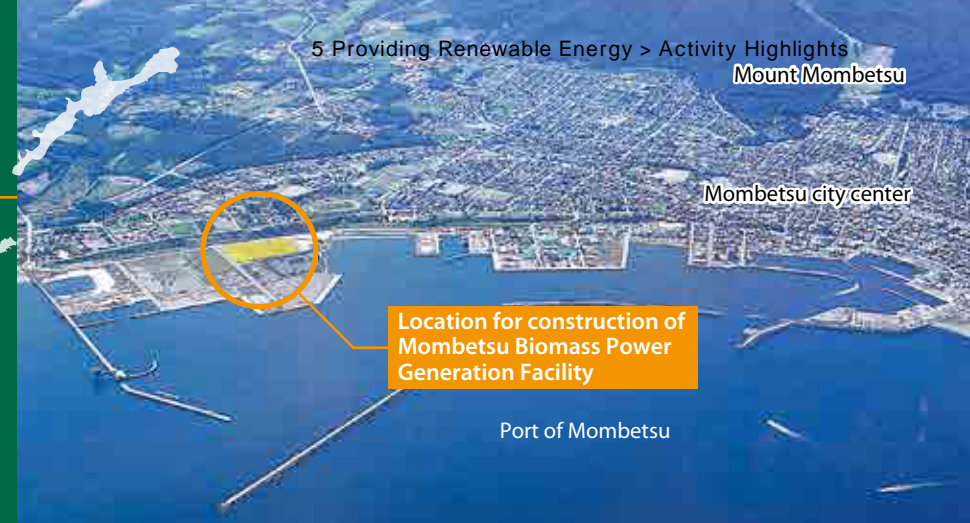 5 Providing Renewable Energy > Activity Highlights
Mount Mombetsu
Mombetsu city center
Location for construction of
Mombetsu Biomass Power
Generation Facility
Port of Mombetsu